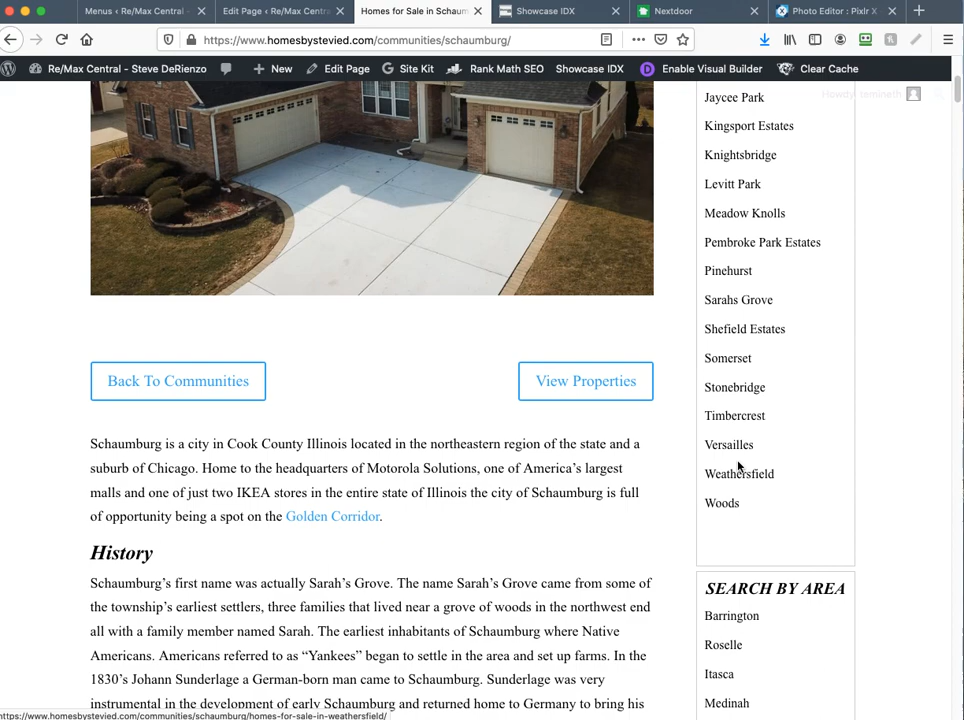 Menus ‹ Re/Max Central - ×
Edit Page ‹ Re/Max Centra ×
Homes for Sale in Schaum ×
Showcase IDX ×
Nextdoor ×
Photo Editor : Pixlr X ×
https://www.homesbystevied.com/communities/schaumburg/
Re/Max Central - Steve DeRienzo
New
Edit Page
Site Kit
Rank Math SEO
Showcase IDX
Enable Visual Builder
Clear Cache
Jaycee Park
Kingsport Estates
Knightsbridge
Levitt Park
Meadow Knolls
Pembroke Park Estates
Pinehurst
Sarahs Grove
Shefield Estates
Somerset
Stonebridge
Timbercrest
Versailles
Weathersfield
Woods
Back To Communities
View Properties
Schaumburg is a city in Cook County Illinois located in the northeastern region of the state and a
suburb of Chicago. Home to the headquarters of Motorola Solutions, one of America’s largest
malls and one of just two IKEA stores in the entire state of Illinois the city of Schaumburg is full
of opportunity being a spot on the Golden Corridor.
History
Schaumburg’s first name was actually Sarah’s Grove. The name Sarah’s Grove came from some of
the township’s earliest settlers, three families that lived near a grove of woods in the northwest end
all with a family member named Sarah. The earliest inhabitants of Schaumburg where Native
Americans. Americans referred to as “Yankees” began to settle in the area and set up farms. In the
1830’s Johann Sunderlage a German-born man came to Schaumburg. Sunderlage was very
instrumental in the development of early Schaumburg and returned home to Germany to bring his
SEARCH BY AREA
Barrington
Roselle
Itasca
Medinah
https://www.homesbystevied.com/communities/schaumburg/homes-for-sale-in-weathersfield/